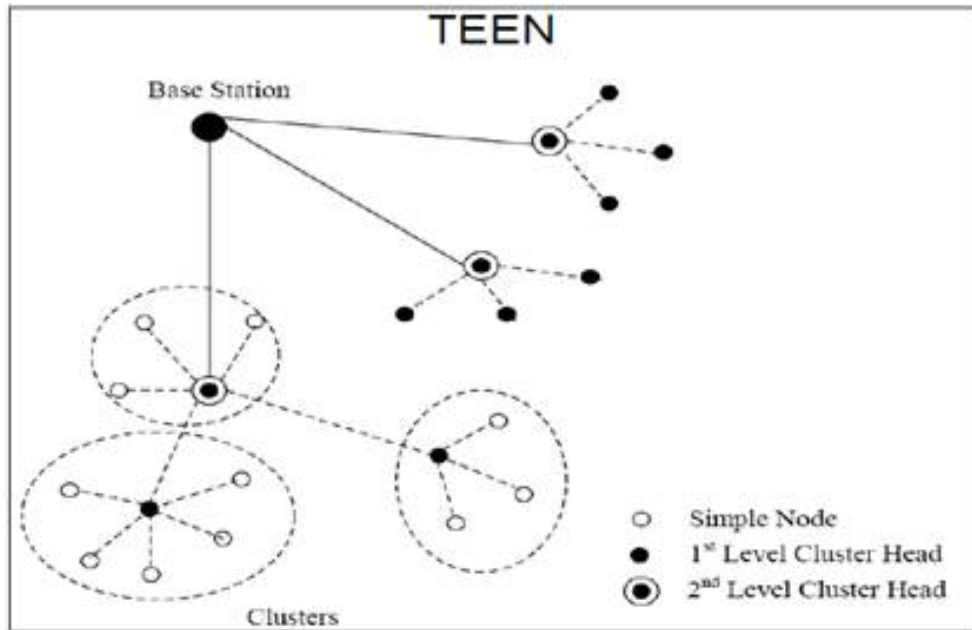 TEEN
Base Station
Simple Node
1st Level Cluster Head
2nd Level Cluster Head
Clusters